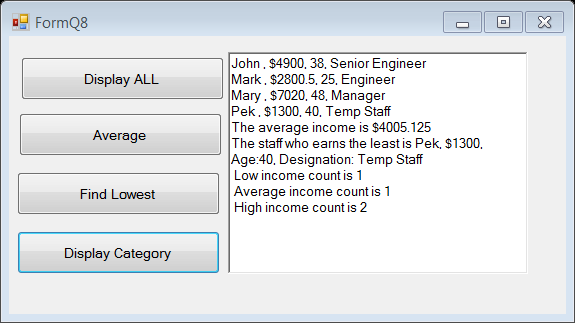 FormQ8
Display ALL
Average
Find Lowest
Display Category
John , $4900, 38, Senior Engineer
Mark , $2800.5, 25, Engineer
Mary , $7020, 48, Manager
Pek , $1300, 40, Temp Staff
The average income is $4005.125
The staff who earns the least is Pek, $1300,
Age:40, Designation: Temp Staff
Low income count is 1
Average income count is 1
High income count is 2